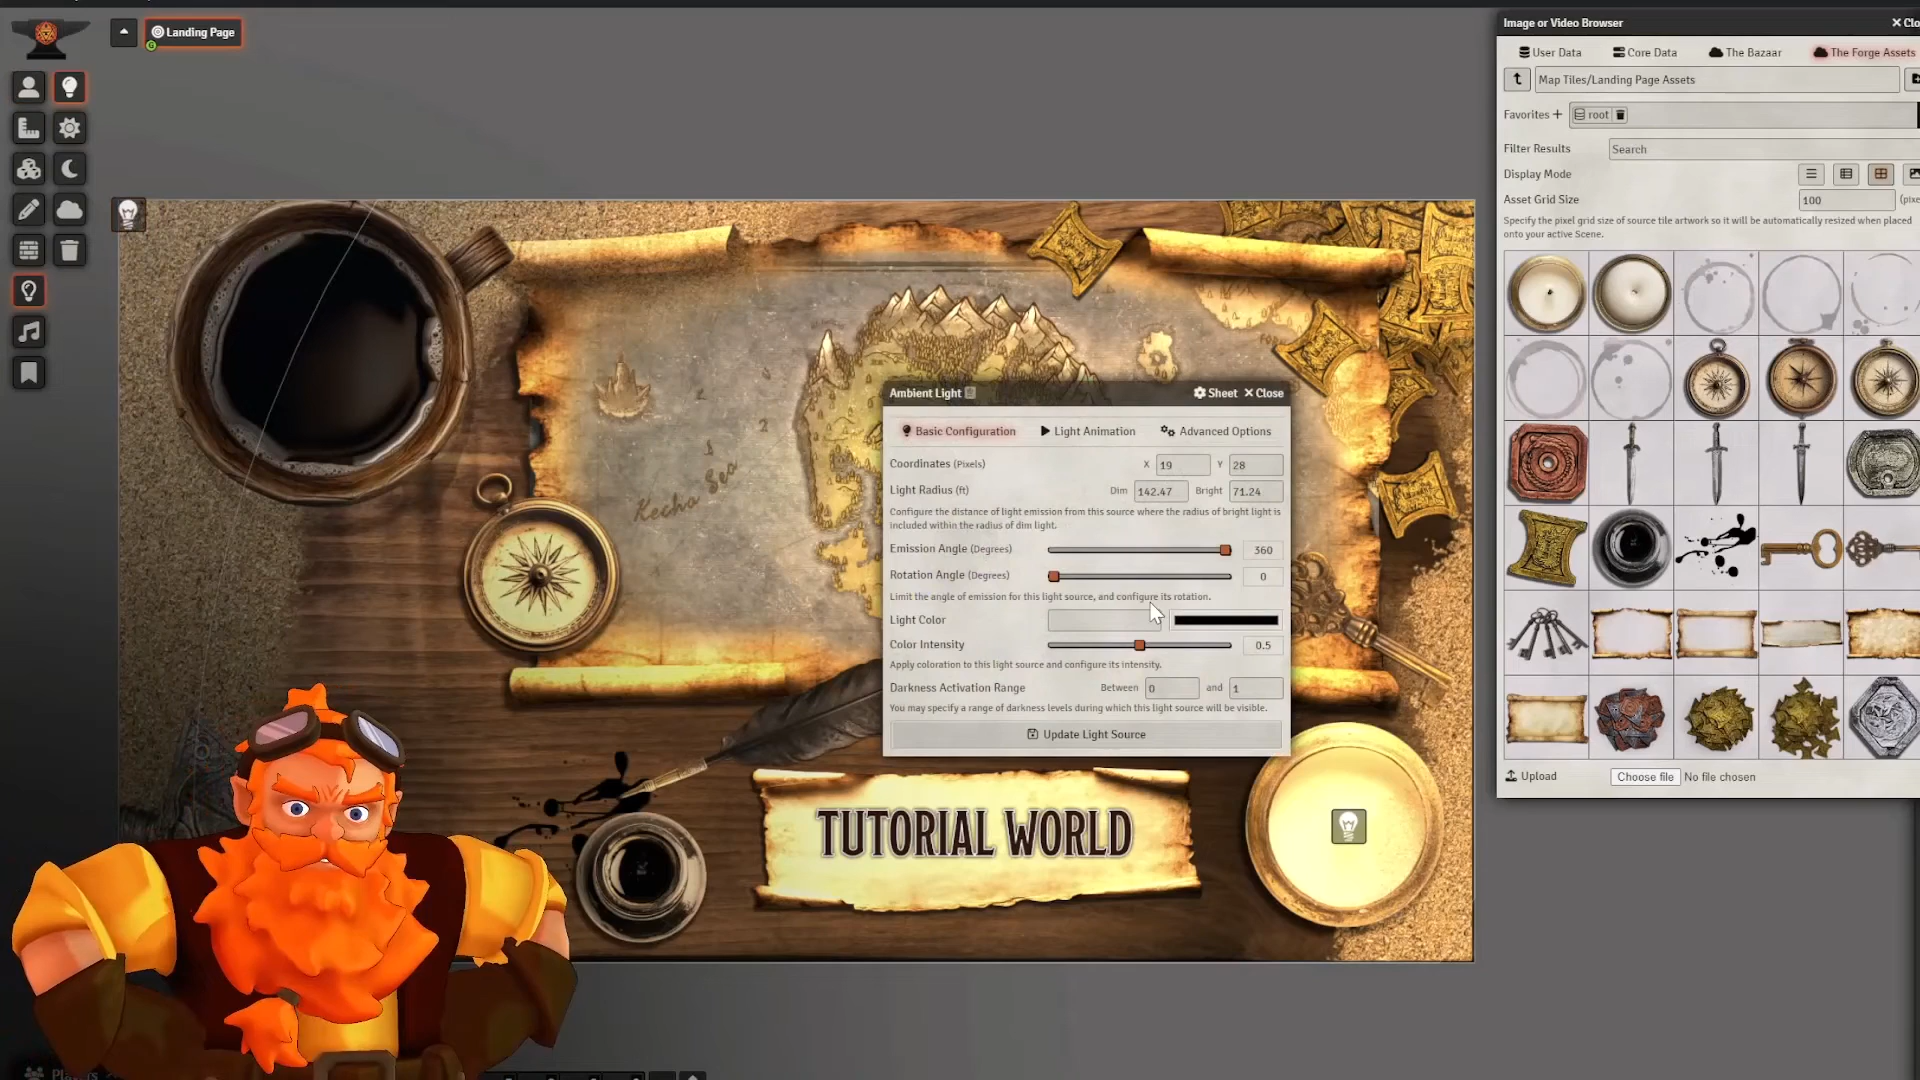 Landing Page
G
Kecha Sea
TUTORIAL WORLD
Ambient Light
Sheet
Close
Basic Configuration
Light Animation
Advanced Options
Coordinates (Pixels)
X 19 Y 28
Light Radius (ft)
Dim 142.47 Bright 71.24
Configure the distance of light emission from this source where the radius of bright light is
included within the radius of dim light.
Emission Angle (Degrees)
360
Rotation Angle (Degrees)
0
Limit the angle of emission for this light source, and configure its rotation.
Light Color
Color Intensity
0.5
Apply coloration to this light source and configure its intensity.
Darkness Activation Range
Between 0 and 1
You may specify a range of darkness levels during which this light source will be visible.
Update Light Source
Image or Video Browser
Clo
User Data
Core Data
The Bazaar
The Forge Assets
Map Tiles/Landing Page Assets
Favorites +
root
Filter Results
Search
Display Mode
Asset Grid Size
100
(pixe
Specify the pixel grid size of source tile artwork so it will be automatically resized when placed
onto your active Scene.
Upload
Choose file No file chosen
Players